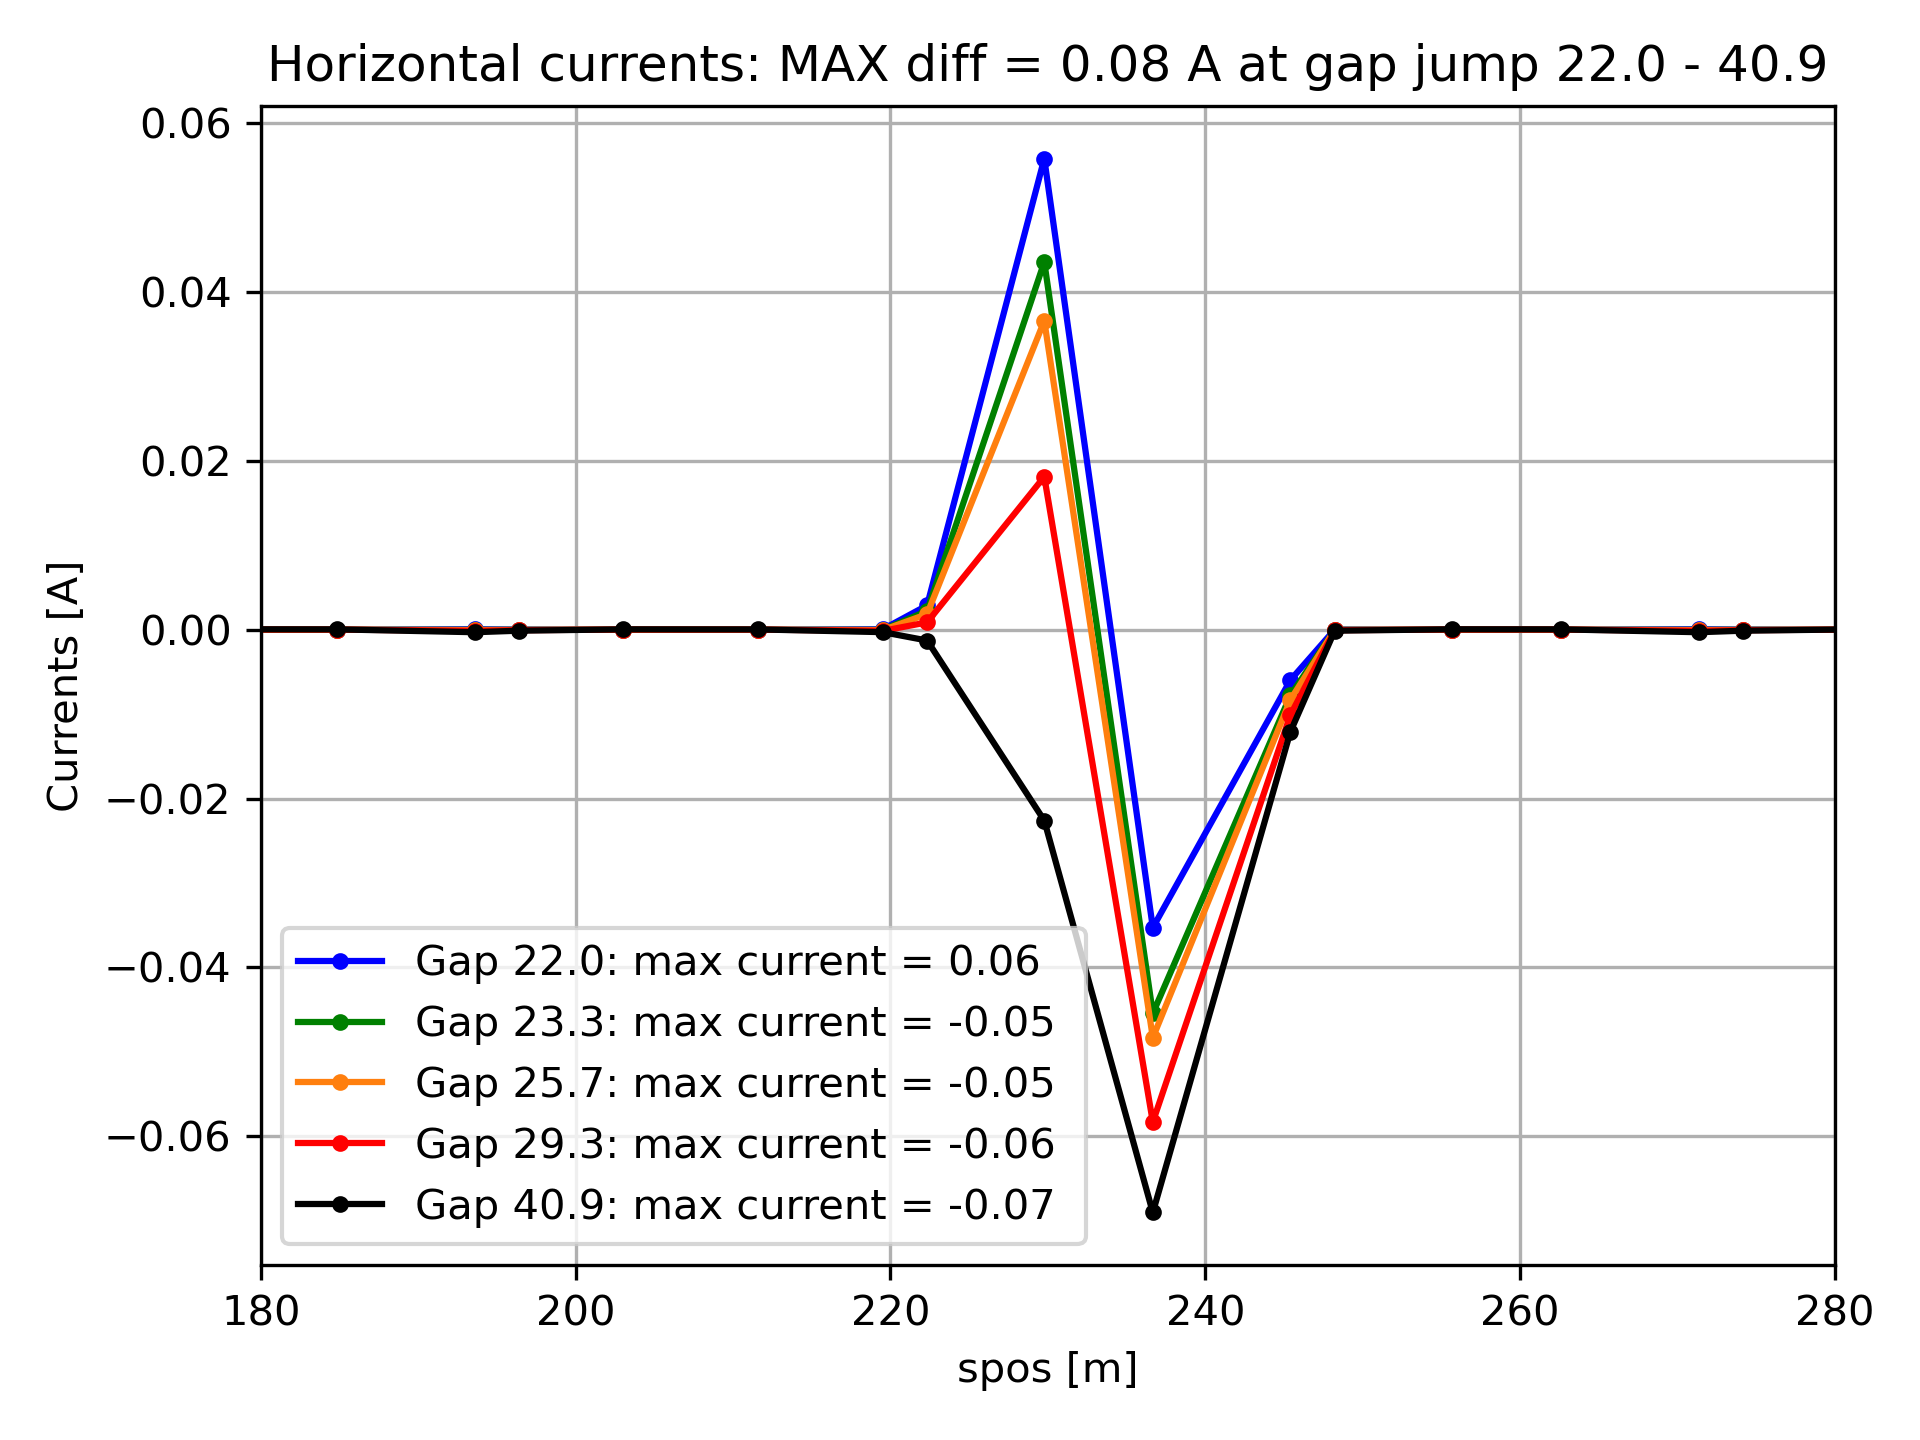 Horizontal currents: MAX diff = 0.08 A at gap jump 22.0 - 40.9
0.06
0.04
0.02
0.00
−0.02
−0.04
−0.06
Currents [A]
Gap 22.0: max current = 0.06
Gap 23.3: max current = -0.05
Gap 25.7: max current = -0.05
Gap 29.3: max current = -0.06
Gap 40.9: max current = -0.07
180 200 220 240 260 280
spos [m]